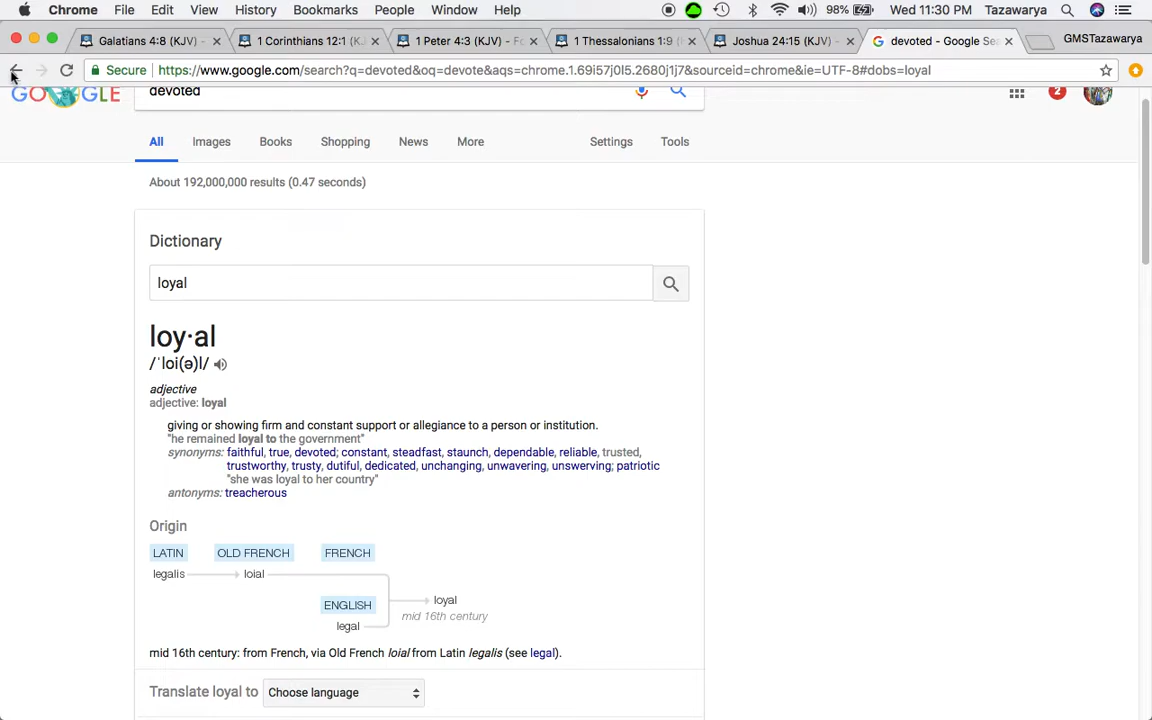 Chrome File Edit View History Bookmarks People Window Help 98% Wed 11:30 PM Tazawarya
Galatians 4:8 (KJV) - 1 Corinthians 12:1 (KJV) 1 Peter 4:3 (KJV) - Fo 1 Thessalonians 1:9 ( Joshua 24:15 (KJV) - devoted - Google Sea GMSTazawarya
Secure https://www.google.com/search?q=devoted&oq=devote&aqs=chrome.1.69i57j0l5.2680j1j7&sourceid=chrome&ie=UTF-8#dobs=loyal
GOOGLE devoted 2
All Images Books Shopping News More Settings Tools
About 192,000,000 results (0.47 seconds)
Dictionary
loyal
loy·al
/ˈloi(ə)l/
adjective
adjective: loyal
giving or showing firm and constant support or allegiance to a person or institution.
"he remained loyal to the government"
synonyms: faithful, true, devoted; constant, steadfast, staunch, dependable, reliable, trusted,
trustworthy, trusty, dutiful, dedicated, unchanging, unwavering, unswerving; patriotic
"she was loyal to her country"
antonyms: treacherous
Origin
LATIN OLD FRENCH FRENCH
legalis loial
ENGLISH loyal
legal mid 16th century
mid 16th century: from French, via Old French loial from Latin legalis (see legal).
Translate loyal to Choose language